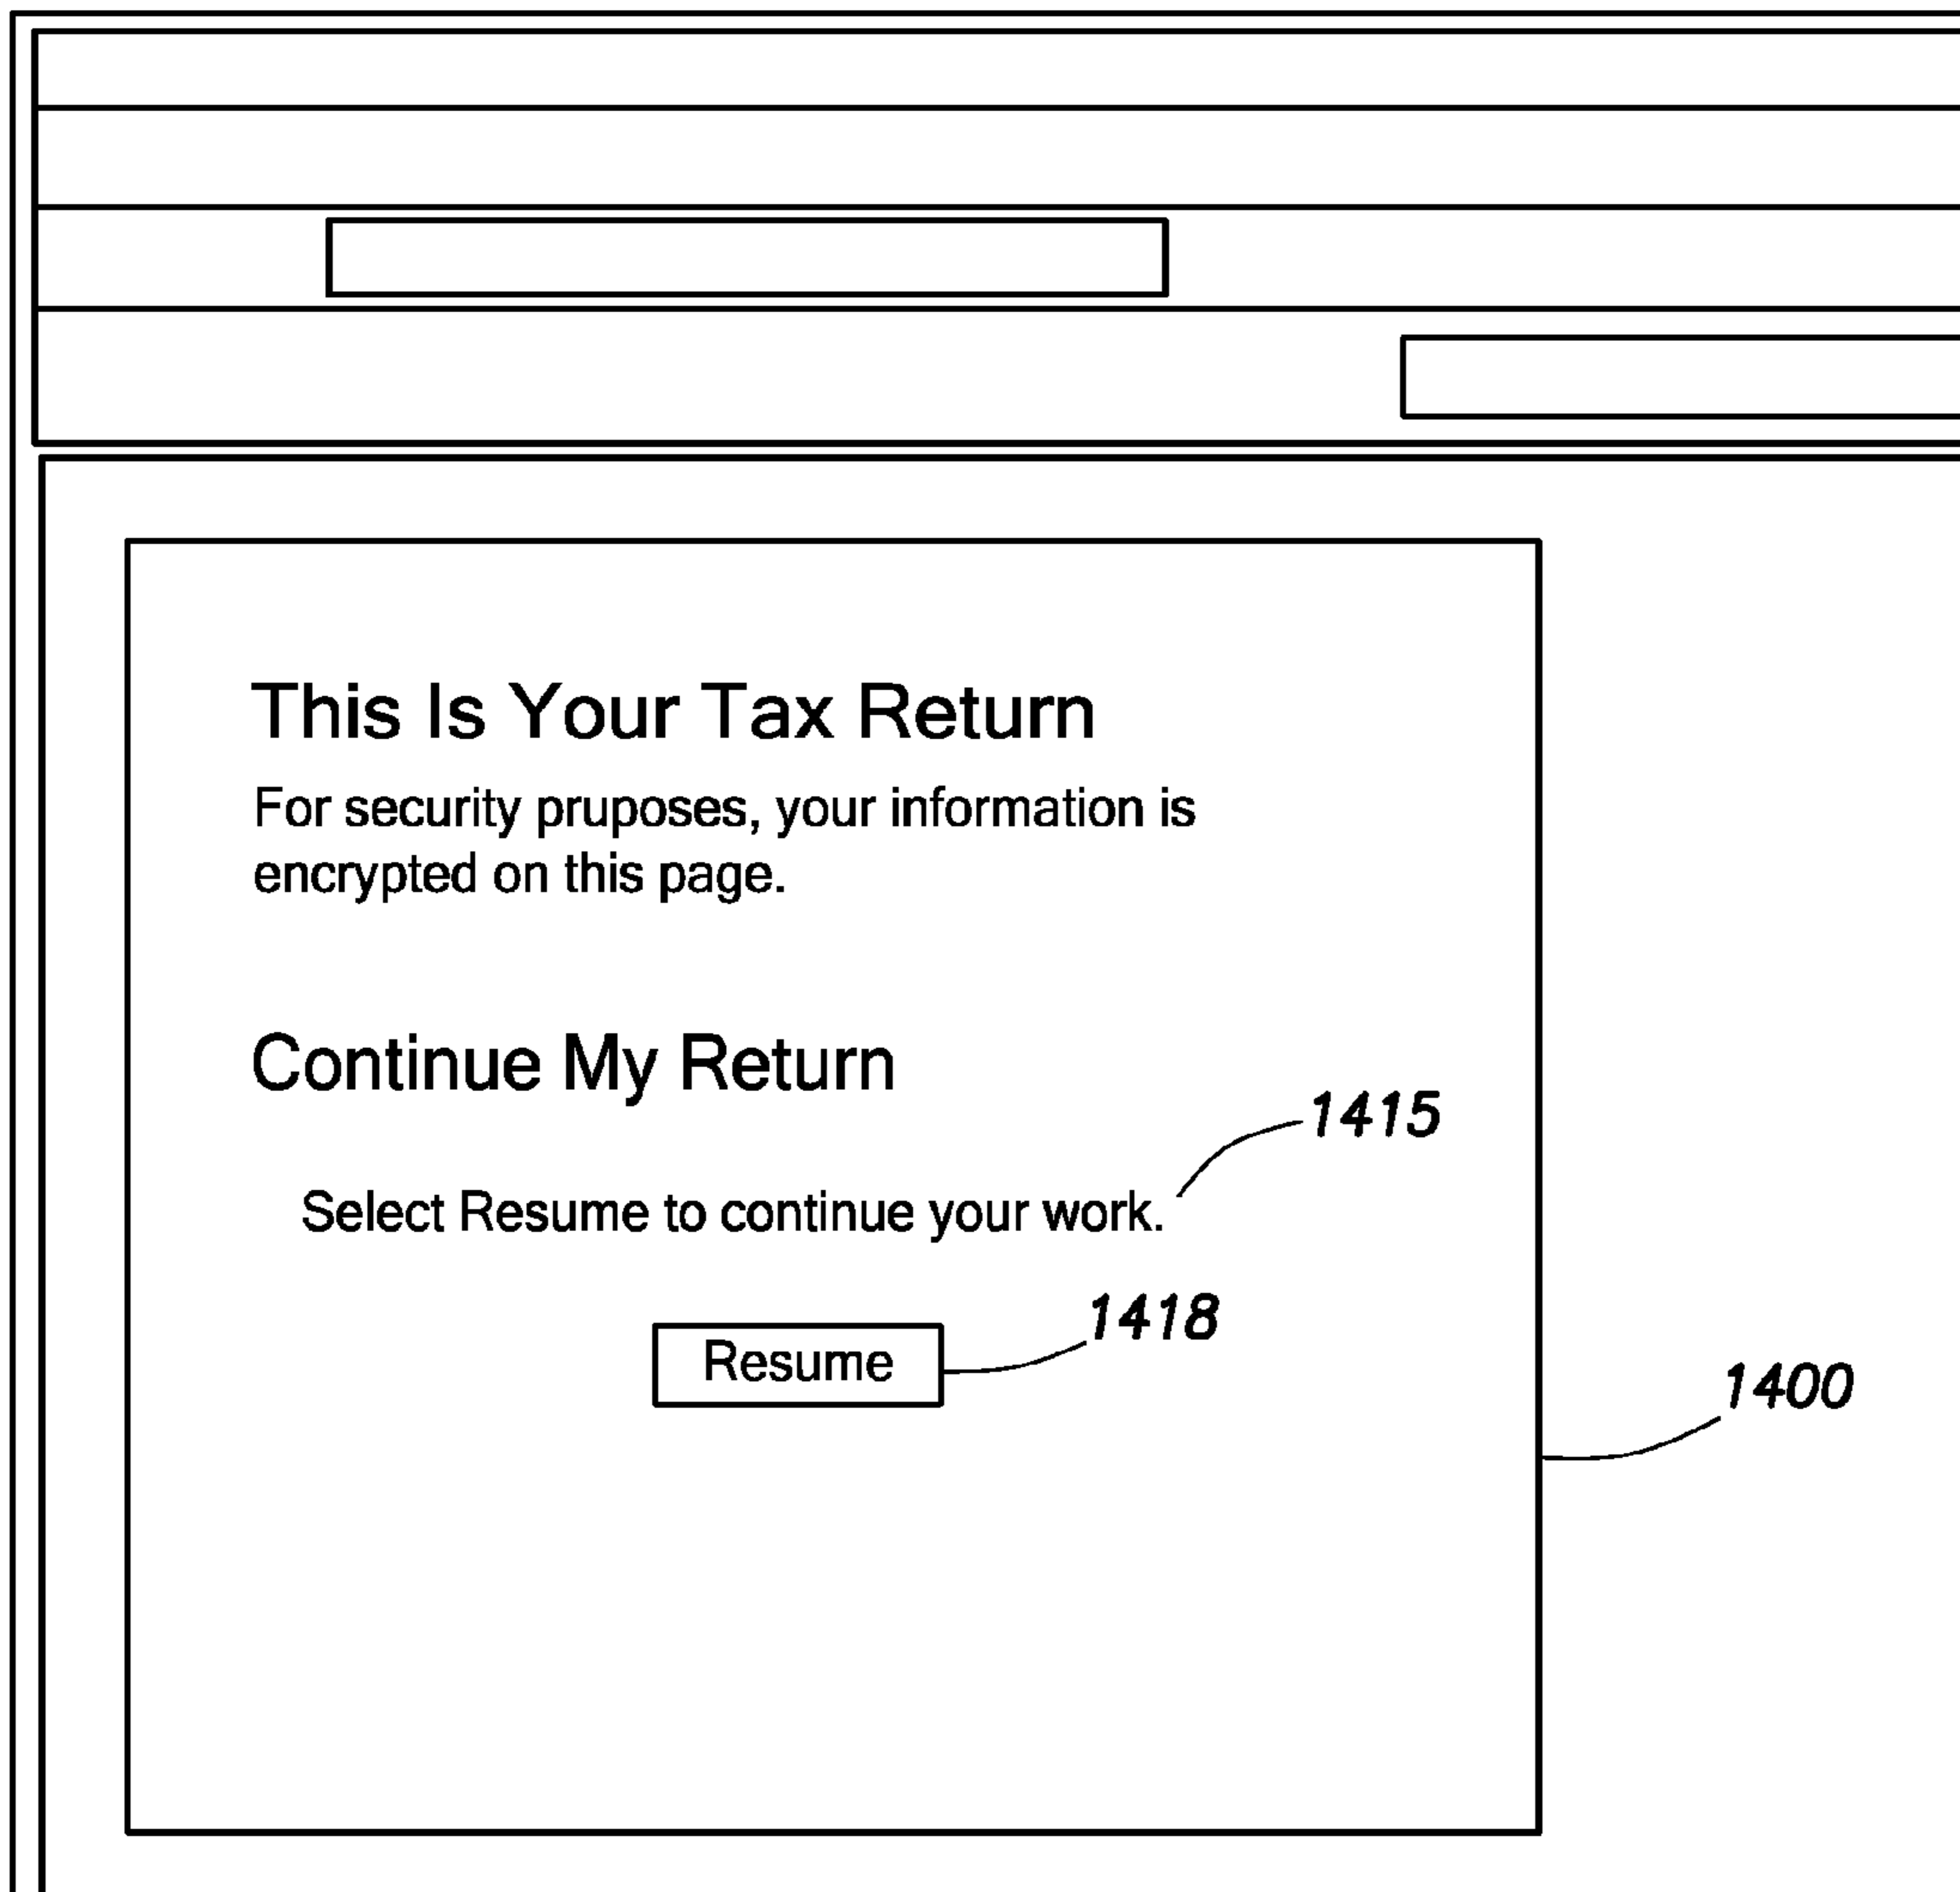 This Is Your Tax Return
For security pruposes, your information is
encrypted on this page.
Continue My Return
1415
Select Resume to continue your work.
1418
Resume
1400